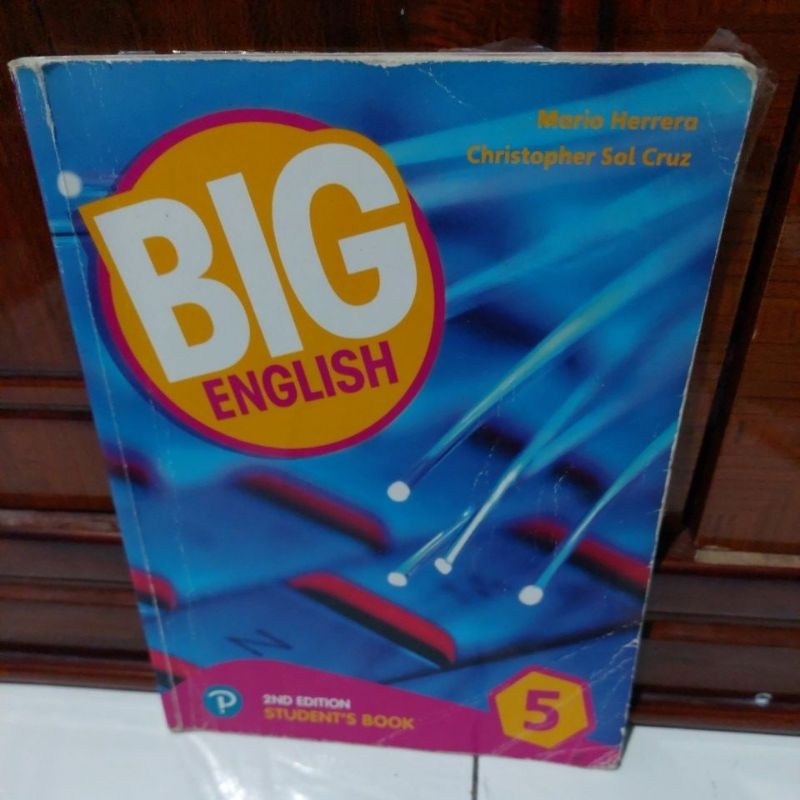 Mario Herrera
Christopher Sol Cruz
BIG
ENGLISH
N
P
2ND EDITION
STUDENT'S BOOK
5